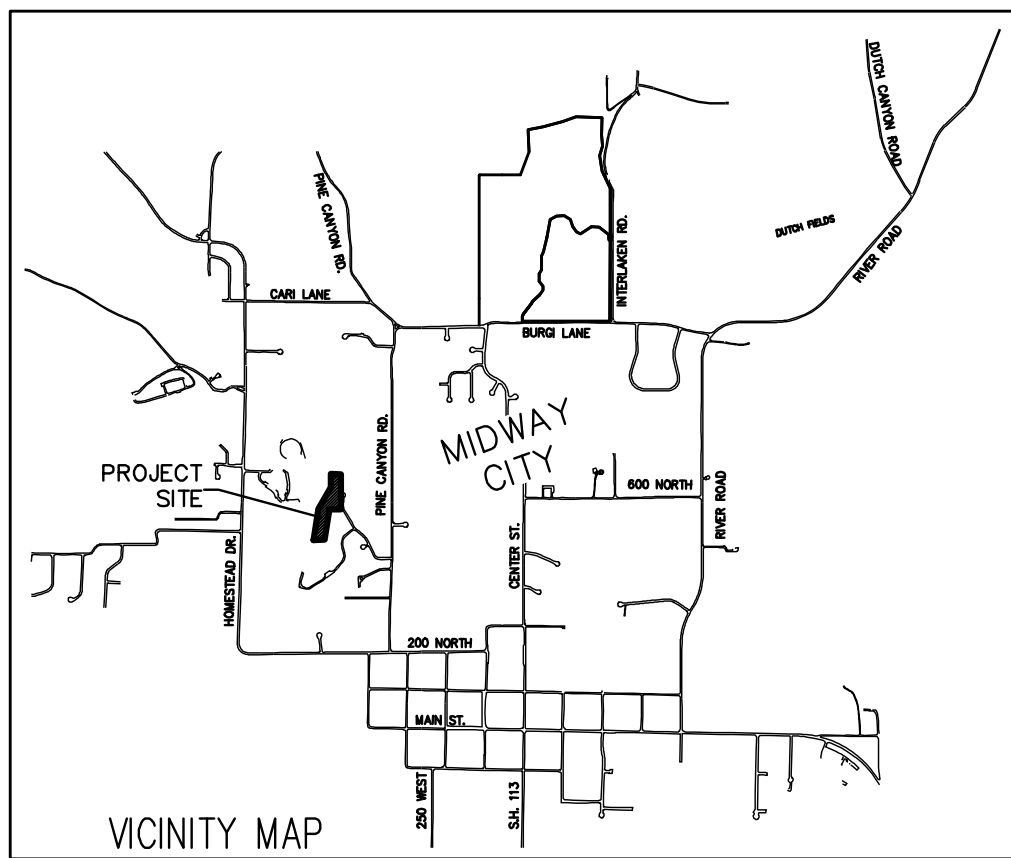 DUTCH CANYON ROAD
PINE CANYON RD.
INTERLAKEN RD.
DUTCH FIELDS
RIVER ROAD
CARI LANE
BURGI LANE
MIDWAY
CITY
PINE CANYON RD.
PROJECT
SITE
600 NORTH
RIVER ROAD
CENTER ST.
HOMESTEAD DR.
200 NORTH
MAIN ST.
250 WEST
S.H. 113
VICINITY MAP